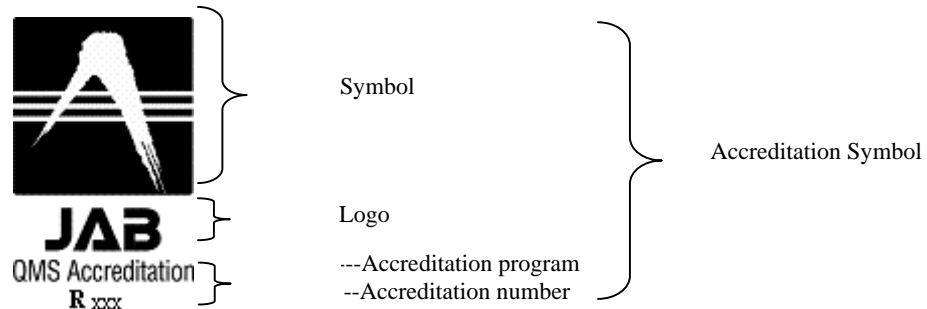 Symbol
Accreditation Symbol
JAB
Logo
QMS Accreditation
R xxx
---Accreditation program
--Accreditation number